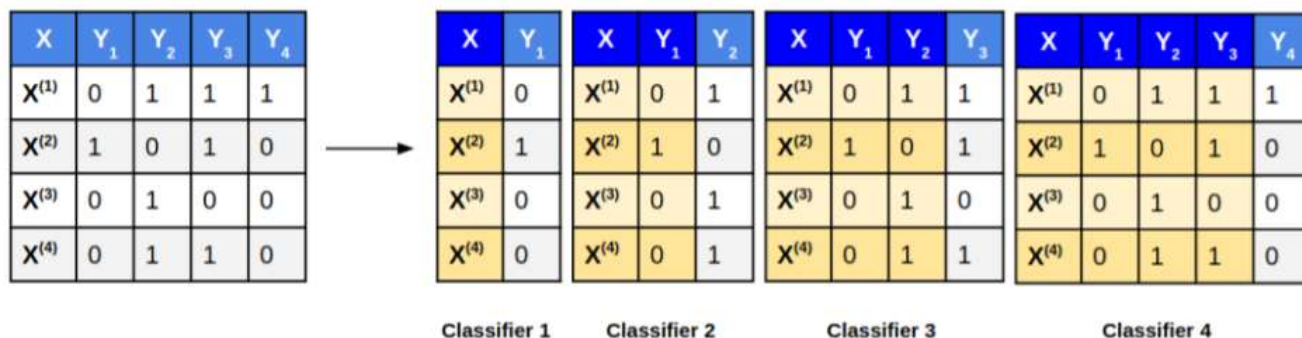 X Y₁ Y₂ Y₃ Y₄
X⁽¹⁾ 0 1 1 1
X⁽²⁾ 1 0 1 0
X⁽³⁾ 0 1 0 0
X⁽⁴⁾ 0 1 1 0
X Y₁
X⁽¹⁾ 0
X⁽²⁾ 1
X⁽³⁾ 0
X⁽⁴⁾ 0
Classifier 1
X Y₁ Y₂
X⁽¹⁾ 0 1
X⁽²⁾ 1 0
X⁽³⁾ 0 1
X⁽⁴⁾ 0 1
Classifier 2
X Y₁ Y₂ Y₃
X⁽¹⁾ 0 1 1
X⁽²⁾ 1 0 1
X⁽³⁾ 0 1 0
X⁽⁴⁾ 0 1 1
Classifier 3
X Y₁ Y₂ Y₃ Y₄
X⁽¹⁾ 0 1 1 1
X⁽²⁾ 1 0 1 0
X⁽³⁾ 0 1 0 0
X⁽⁴⁾ 0 1 1 0
Classifier 4